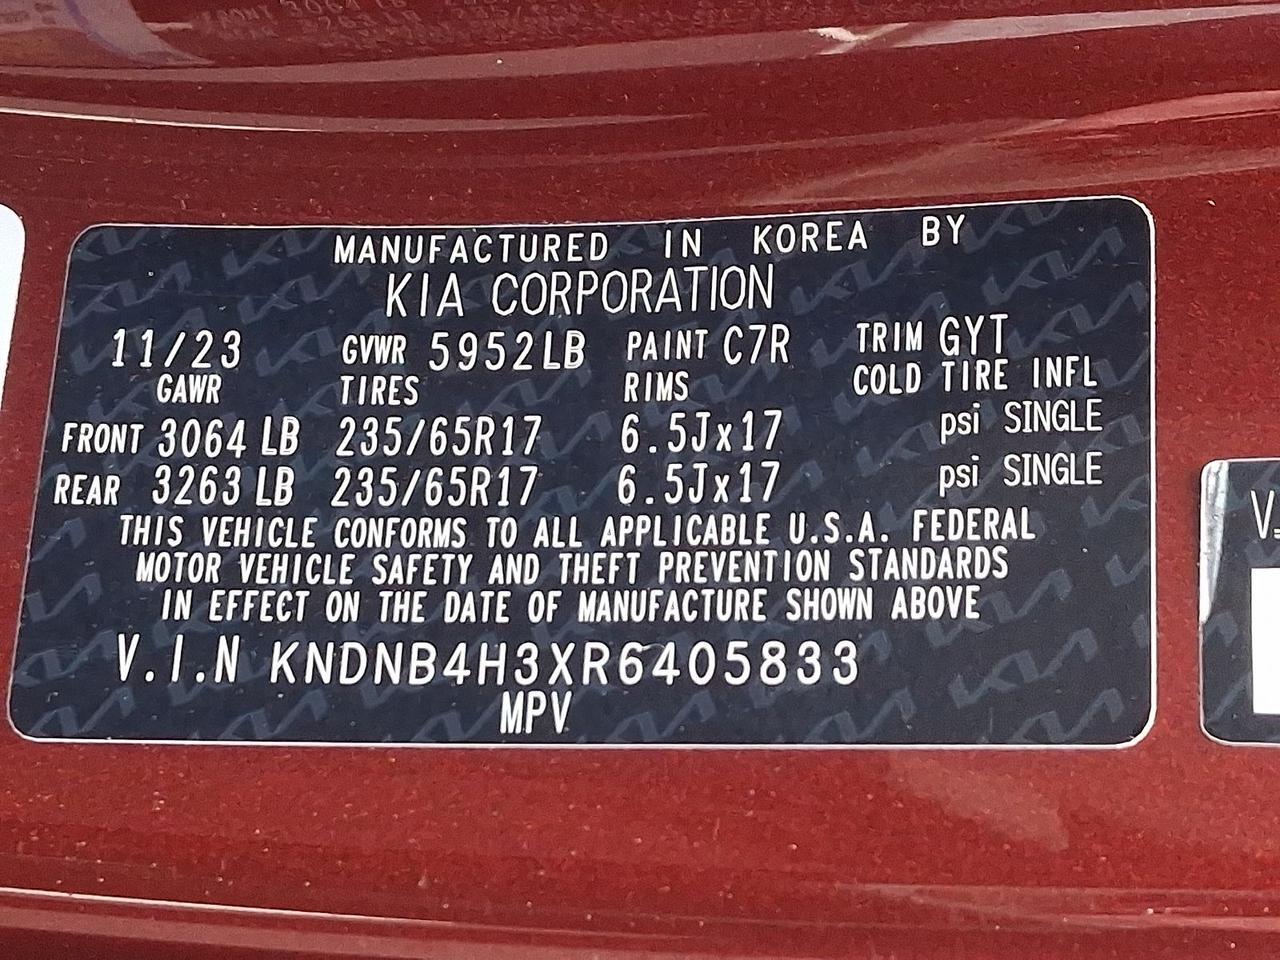 MANUFACTURED IN KOREA BY
KIA CORPORATION
11/23 GVWR 5952LB PAINT C7R TRIM GYT
GAWR TIRES RIMS COLD TIRE INFL
FRONT 3064 LB 235/65R17 6.5Jx17 psi SINGLE
REAR 3263 LB 235/65R17 6.5Jx17 psi SINGLE
THIS VEHICLE CONFORMS TO ALL APPLICABLE U.S.A. FEDERAL
MOTOR VEHICLE SAFETY AND THEFT PREVENTION STANDARDS
IN EFFECT ON THE DATE OF MANUFACTURE SHOWN ABOVE
V.I.N KNDNB4H3XR6405833
MPV